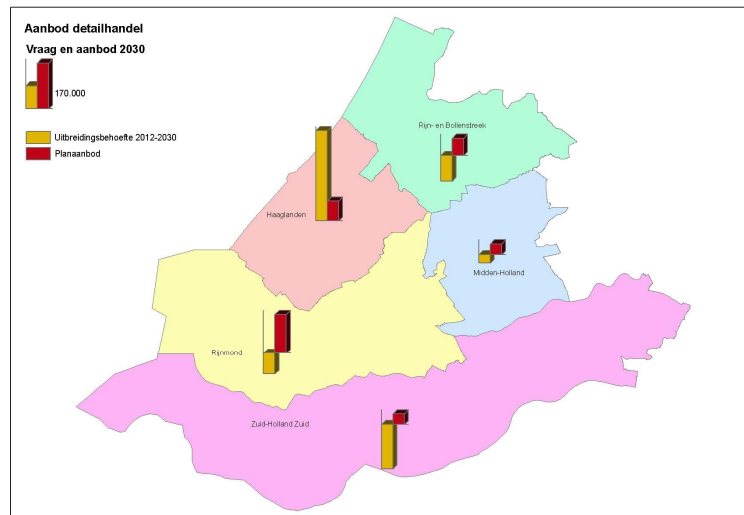 Aanbod detailhandel
Vraag en aanbod 2030
170.000
Uitbreidingsbehoefte 2012-2030
Planaanbod
Rijn- en Bollenstreek
Haaglanden
Midden-Holland
Rijnmond
Zuid-Holland Zuid